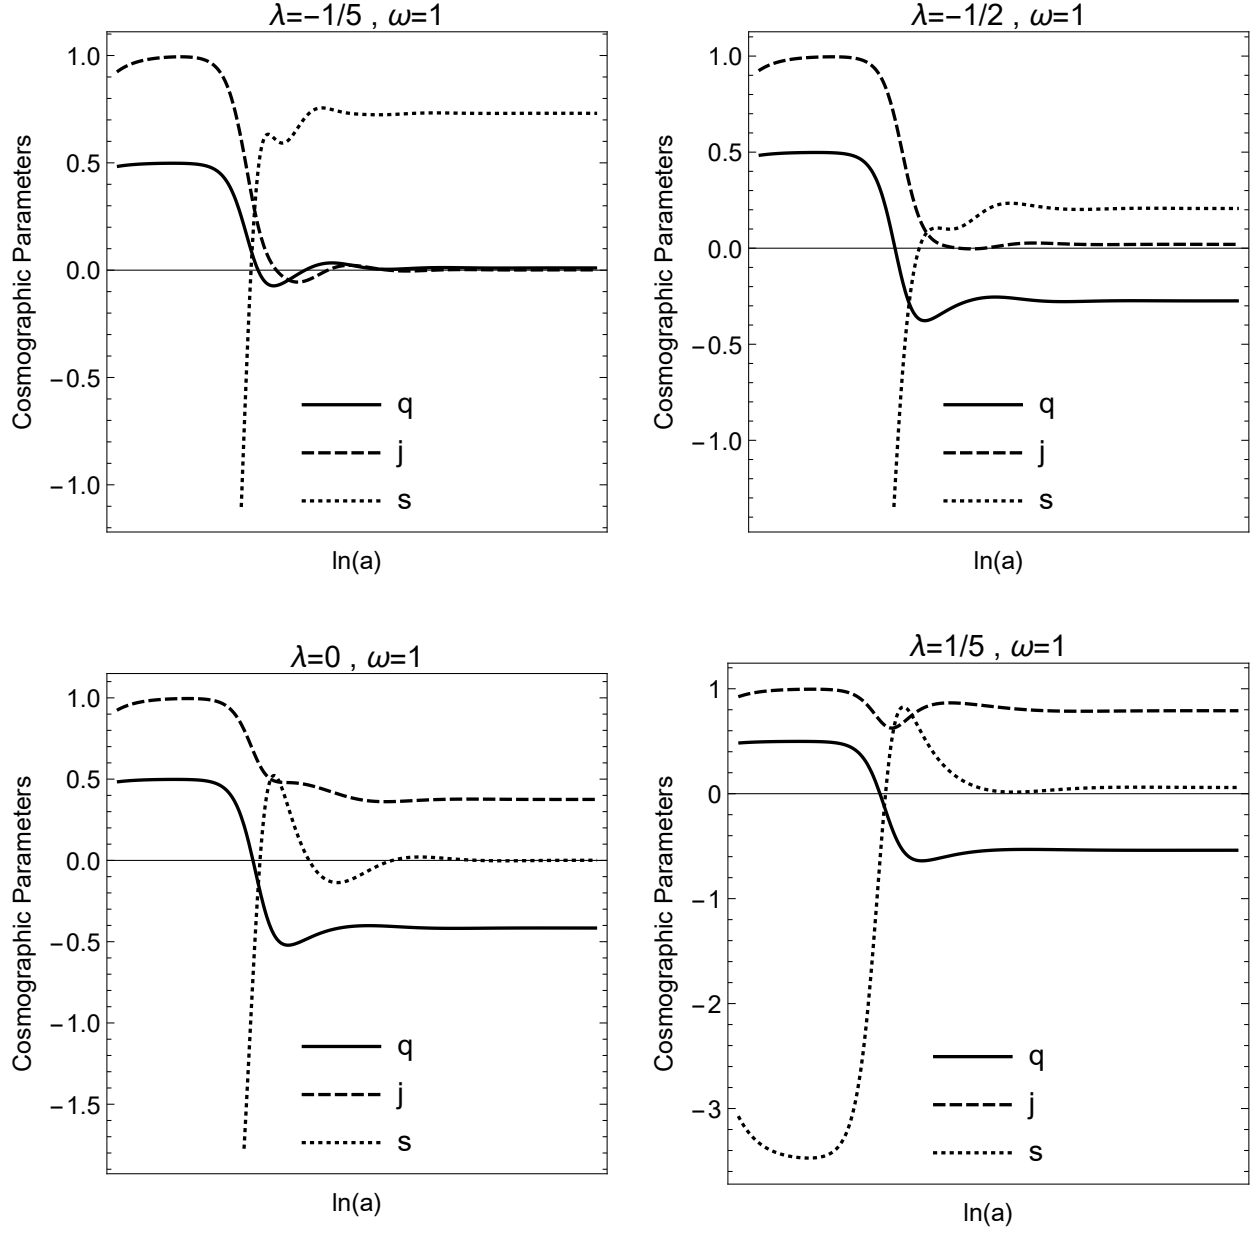 λ=−1/5 , ω=1
1.0
0.5
0.0
−0.5
−1.0
Cosmographic Parameters
q
j
s
ln(a)
λ=−1/2 , ω=1
1.0
0.5
0.0
−0.5
−1.0
Cosmographic Parameters
q
j
s
ln(a)
λ=0 , ω=1
1.0
0.5
0.0
−0.5
−1.0
−1.5
Cosmographic Parameters
q
j
s
ln(a)
λ=1/5 , ω=1
1
0
−1
−2
−3
Cosmographic Parameters
q
j
s
ln(a)